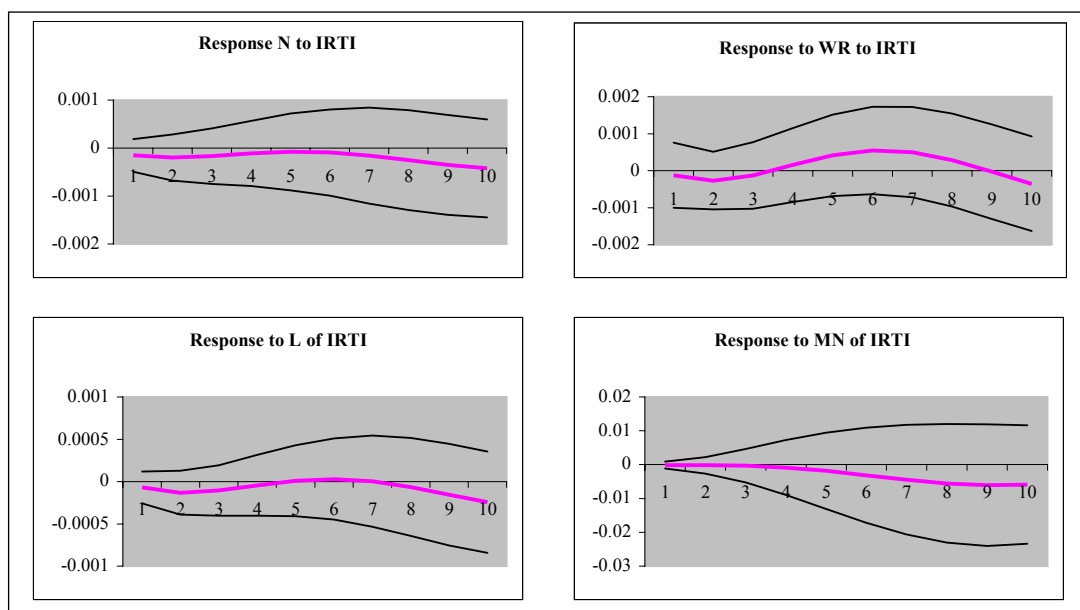 Response N to IRTI
0.001
0
-0.001
-0.002
1 2 3 4 5 6 7 8 9 10
Response to WR to IRTI
0.002
0.001
0
-0.001
-0.002
1 2 3 4 5 6 7 8 9 10
Response to L of IRTI
0.001
0.0005
0
-0.0005
-0.001
1 2 3 4 5 6 7 8 9 10
Response to MN of IRTI
0.02
0.01
0
-0.01
-0.02
-0.03
1 2 3 4 5 6 7 8 9 10